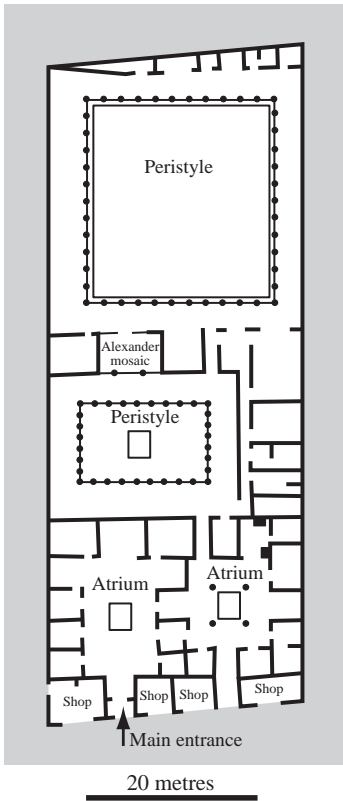 Peristyle
Alexander
mosaic
Peristyle
Atrium
Atrium
Shop
Shop
Shop
Shop
Main entrance
20 metres